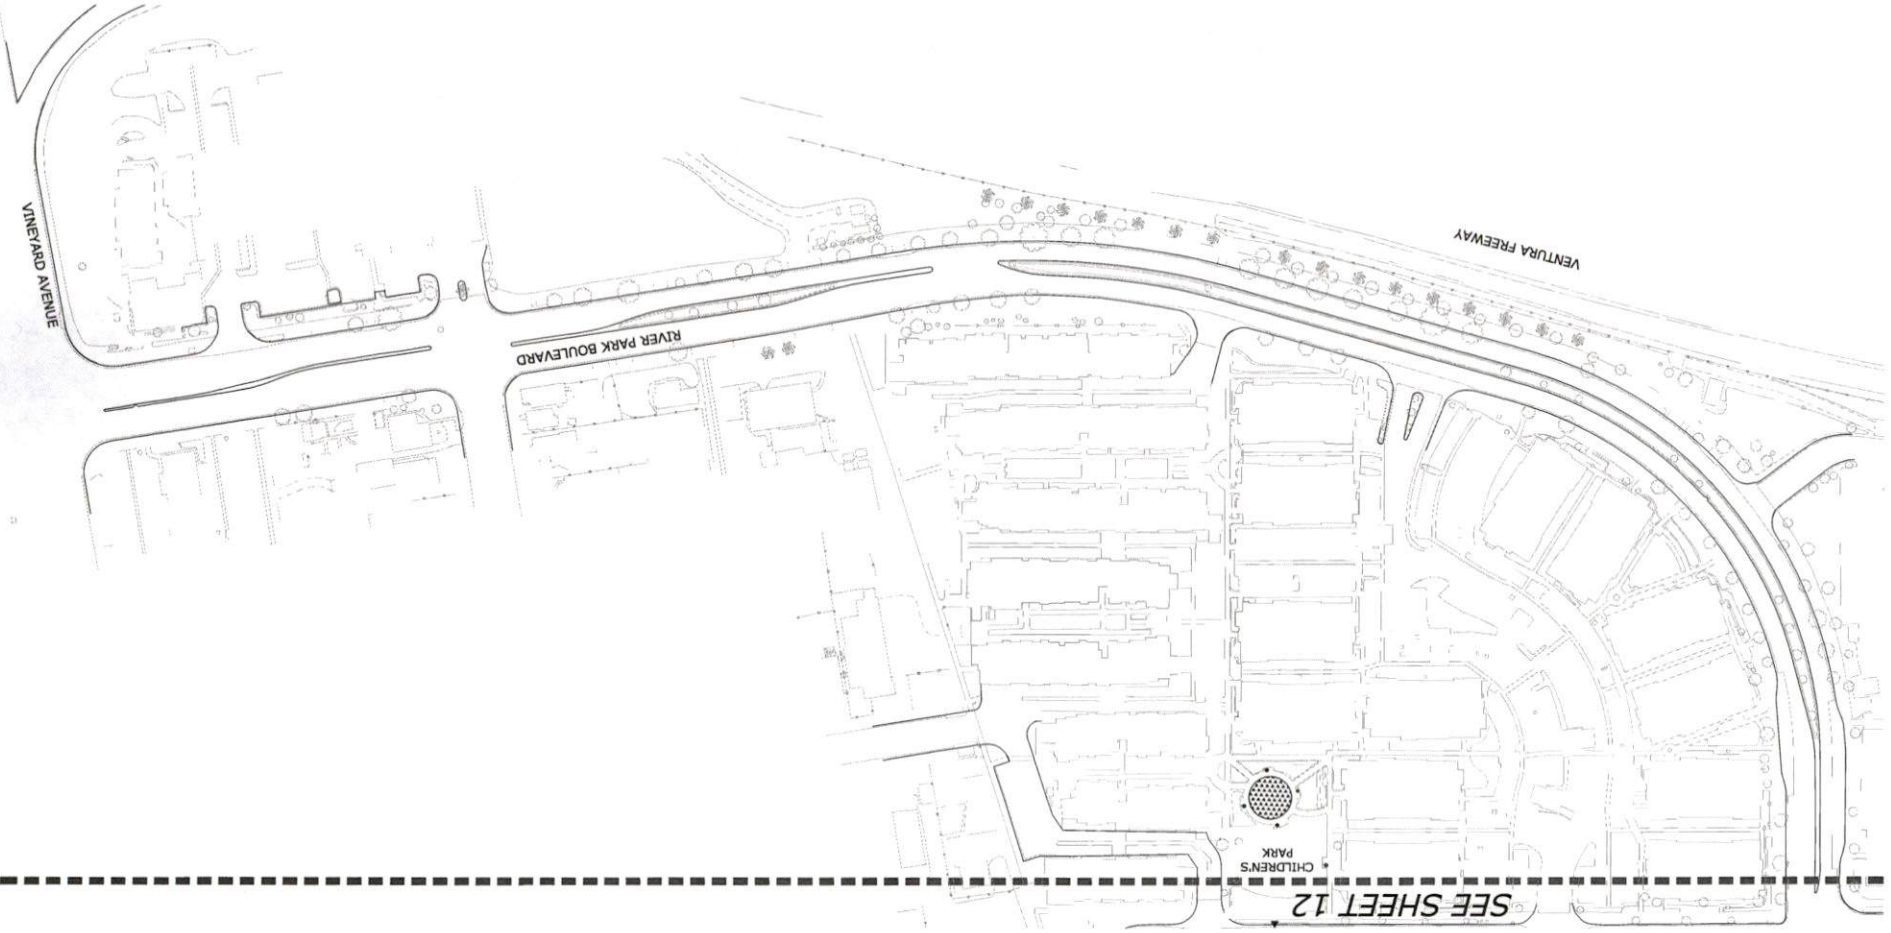 VINEYARD AVENUE
VENTURA FREEWAY
RIVER PARK BOULEVARD
CHILDREN'S
PARK
SEE SHEET 12